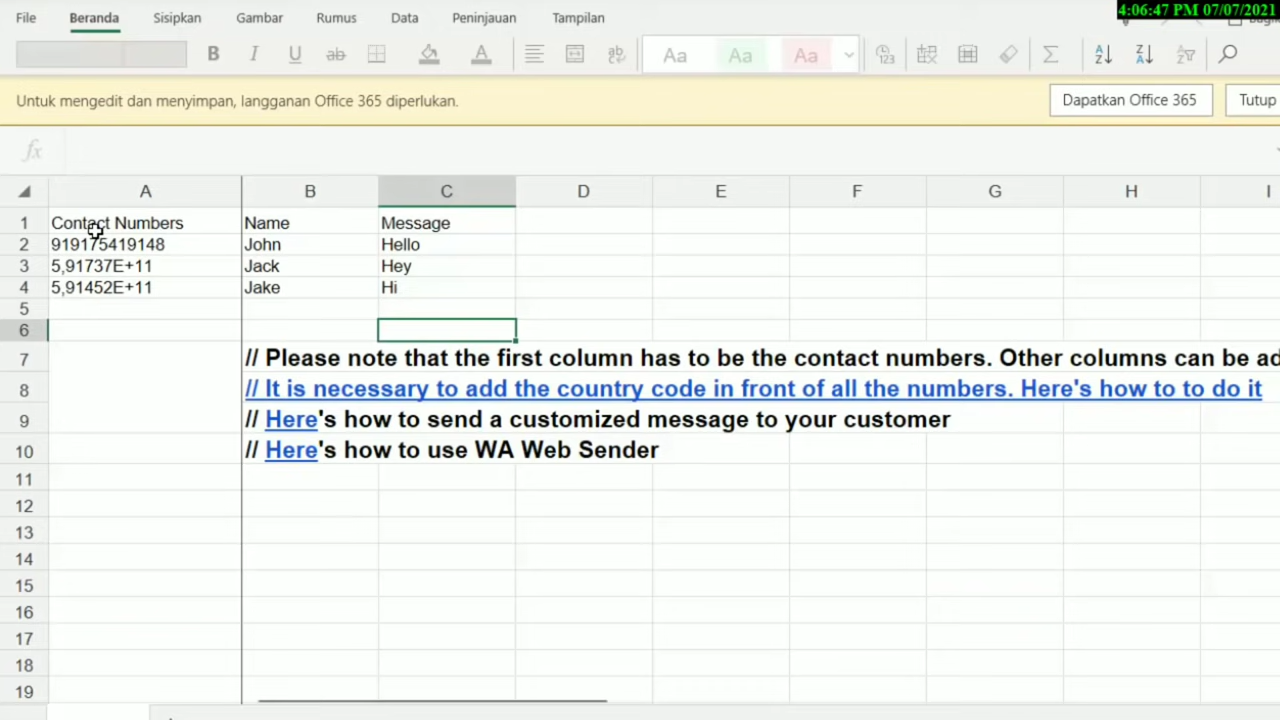 4:06:47 PM 07/07/2021
File Beranda Sisipkan Gambar Rumus Data Peninjauan Tampilan
B I U ab A ab Aa Aa Aa 123 Σ A Z Z A
Untuk mengedit dan menyimpan, langganan Office 365 diperlukan. Dapatkan Office 365 Tutup
fx
A B C D E F G H I
1 Contact Numbers Name Message
2 919175419148 John Hello
3 5,91737E+11 Jack Hey
4 5,91452E+11 Jake Hi
5
6
7 // Please note that the first column has to be the contact numbers. Other columns can be ad
8 // It is necessary to add the country code in front of all the numbers. Here's how to to do it
9 // Here's how to send a customized message to your customer
10 // Here's how to use WA Web Sender
11
12
13
14
15
16
17
18
19